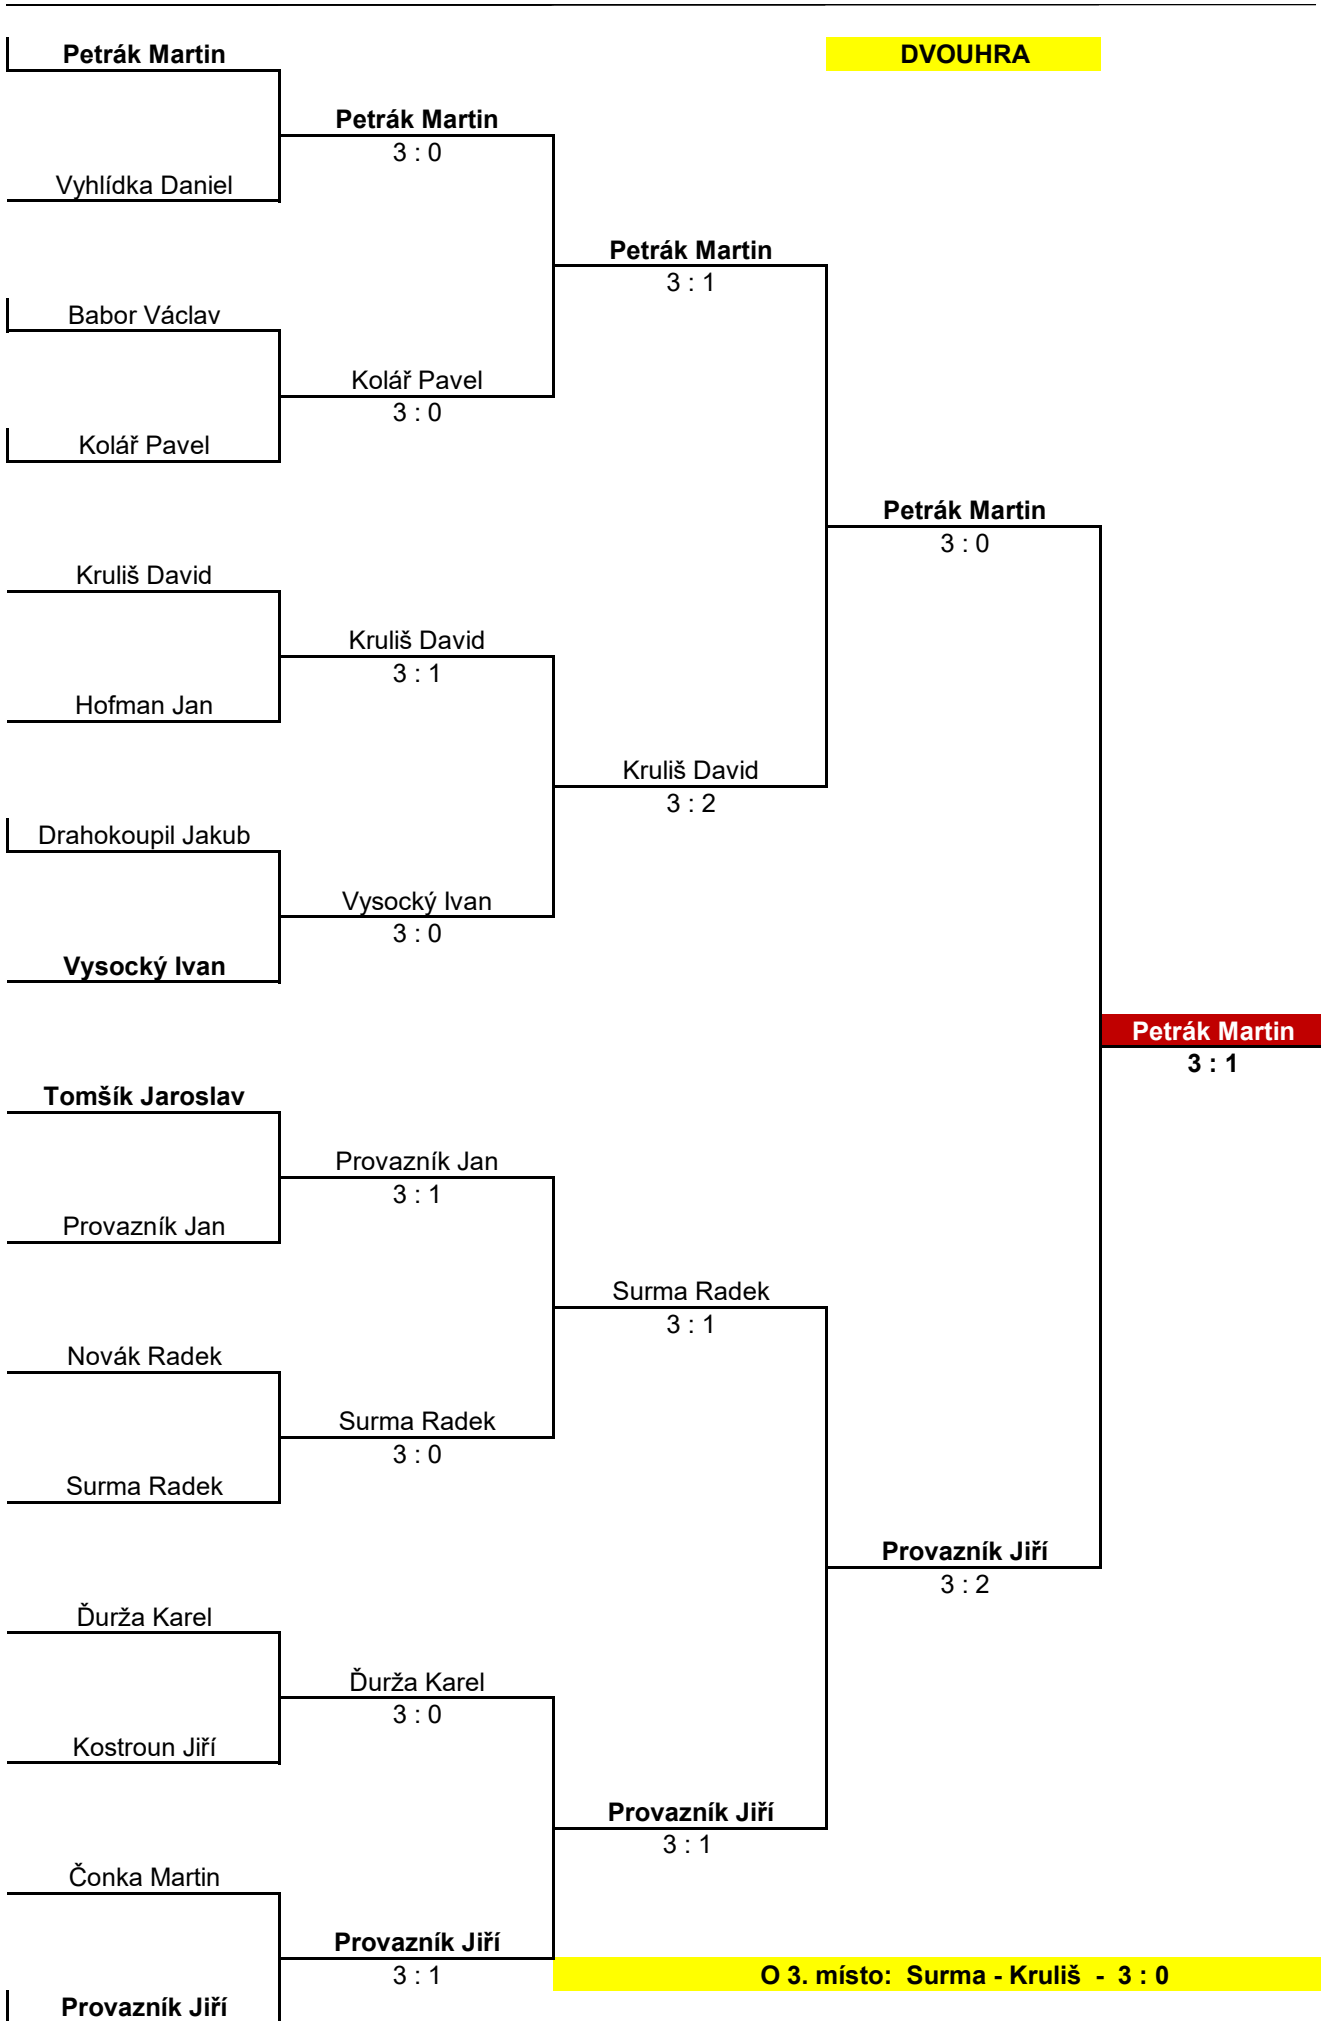 Petrák Martin
DVOUHRA
Petrák Martin
3 : 0
Vyhlídka Daniel
Petrák Martin
3 : 1
Babor Václav
Kolář Pavel
3 : 0
Kolář Pavel
Petrák Martin
3 : 0
Kruliš David
Kruliš David
3 : 1
Hofman Jan
Kruliš David
3 : 2
Drahokoupil Jakub
Vysocký Ivan
3 : 0
Vysocký Ivan
Petrák Martin
3 : 1
Tomšík Jaroslav
Provazník Jan
3 : 1
Provazník Jan
Surma Radek
3 : 1
Novák Radek
Surma Radek
3 : 0
Surma Radek
Provazník Jiří
3 : 2
Ďurža Karel
Ďurža Karel
3 : 0
Kostroun Jiří
Provazník Jiří
3 : 1
Čonka Martin
Provazník Jiří
3 : 1
O 3. místo: Surma - Kruliš - 3 : 0
Provazník Jiří